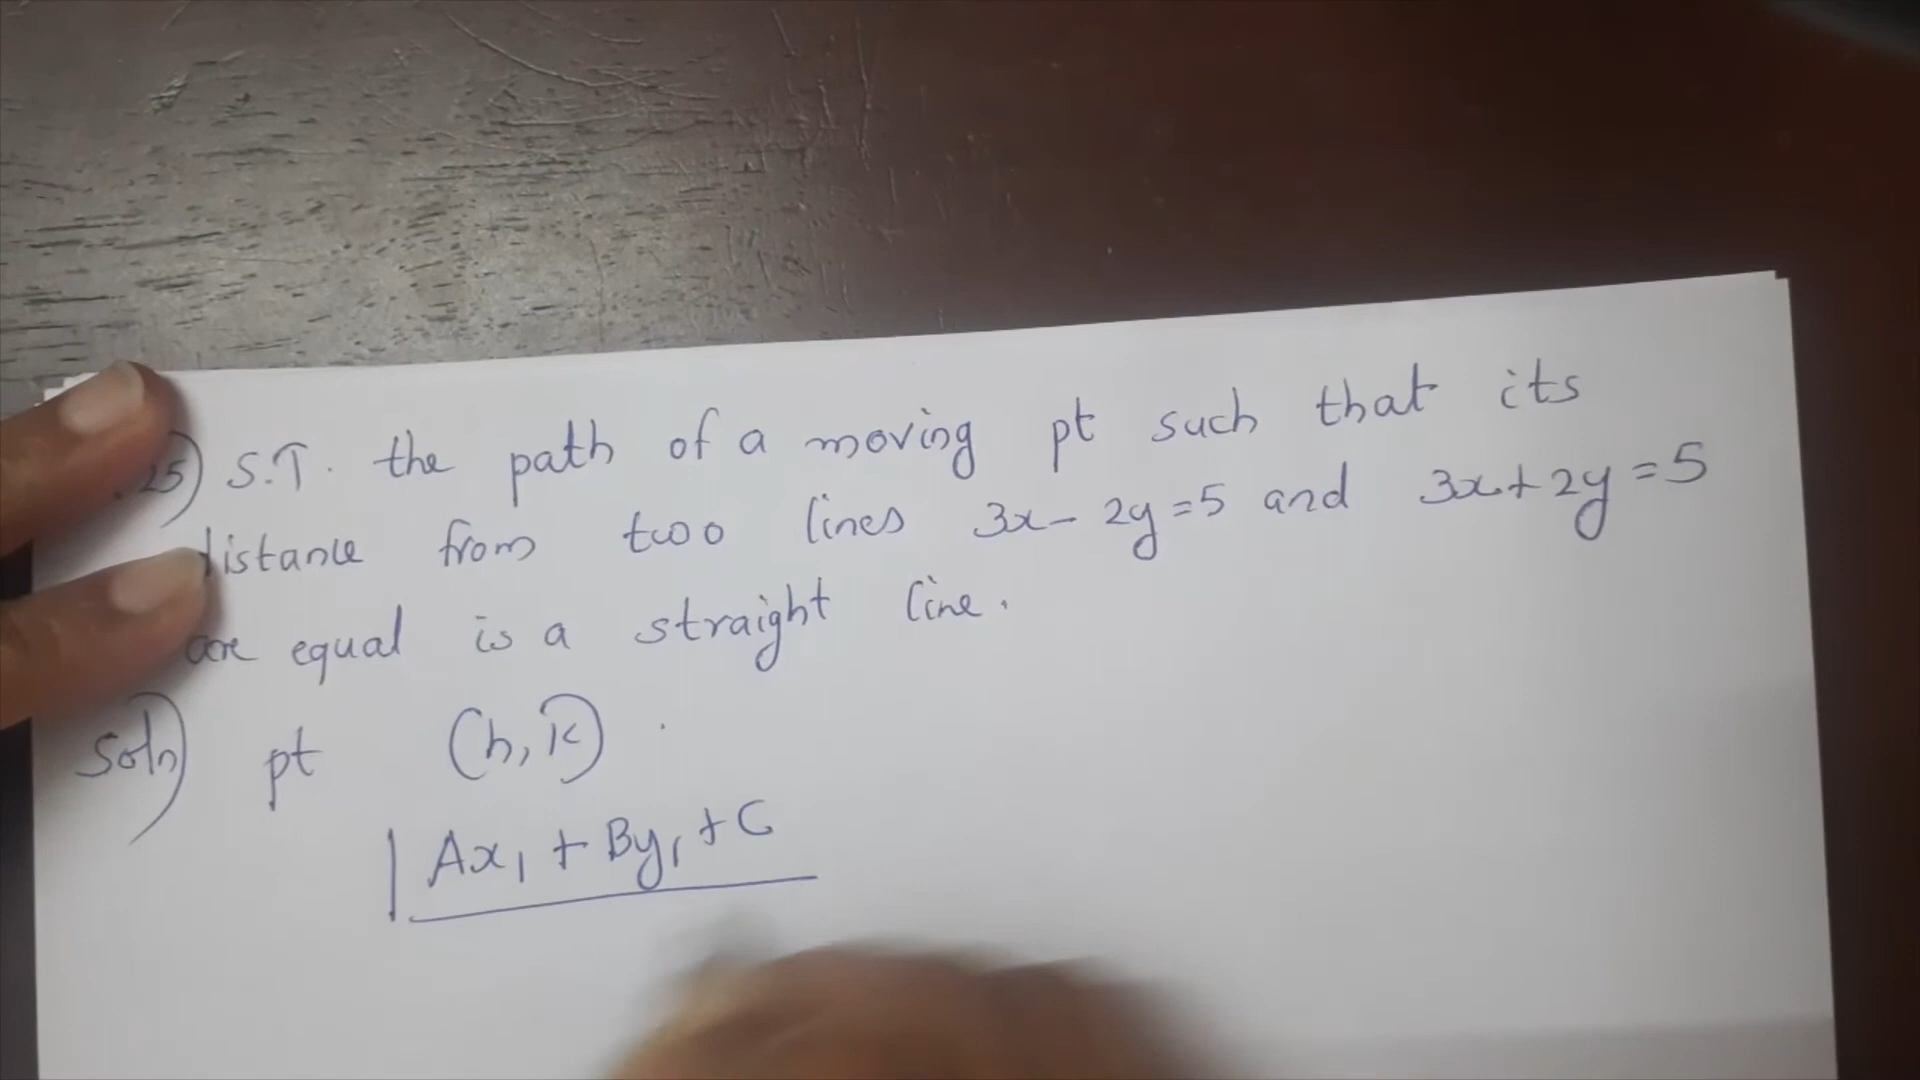 25) S.T. the path of a moving pt such that its
distance from two lines 3x - 2y = 5 and 3x + 2y = 5
are equal is a straight line.
Soln) pt (h, k) .
| Ax₁ + By₁ + C